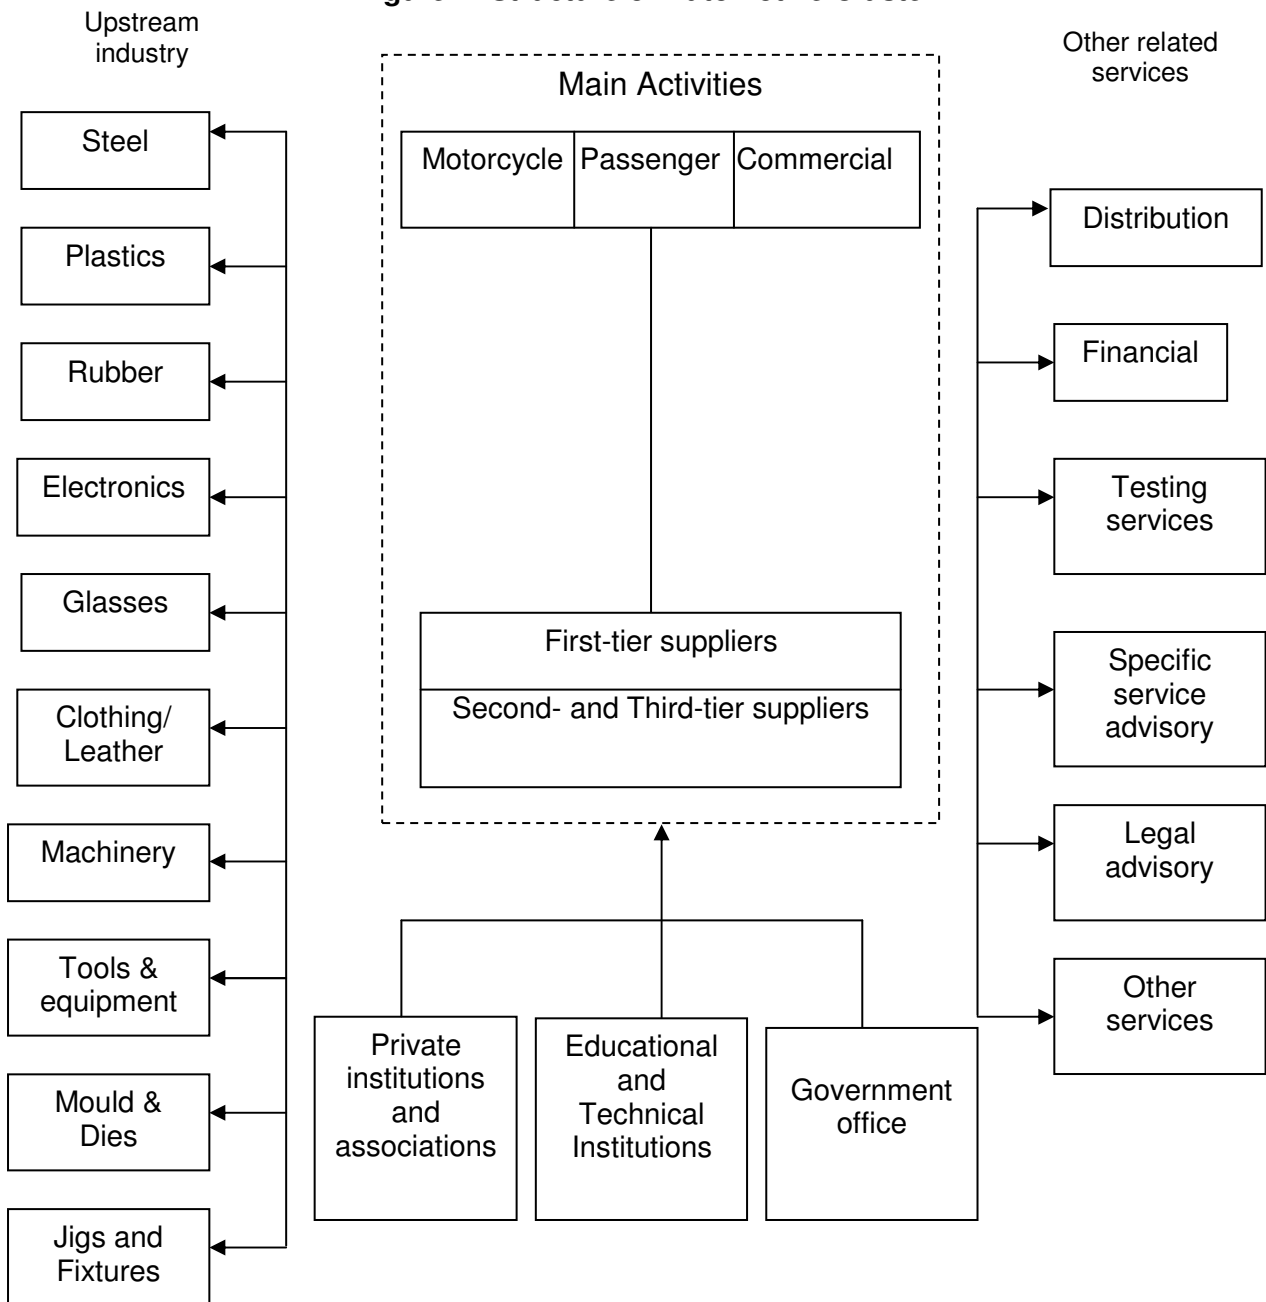 Upstream
industry
Steel
Plastics
Rubber
Electronics
Glasses
Clothing/
Leather
Machinery
Tools &
equipment
Mould &
Dies
Jigs and
Fixtures
Main Activities
Motorcycle
Passenger
Commercial
First-tier suppliers
Second- and Third-tier suppliers
Private
institutions
and
associations
Educational
and
Technical
Institutions
Government
office
Other related
services
Distribution
Financial
Testing
services
Specific
service
advisory
Legal
advisory
Other
services